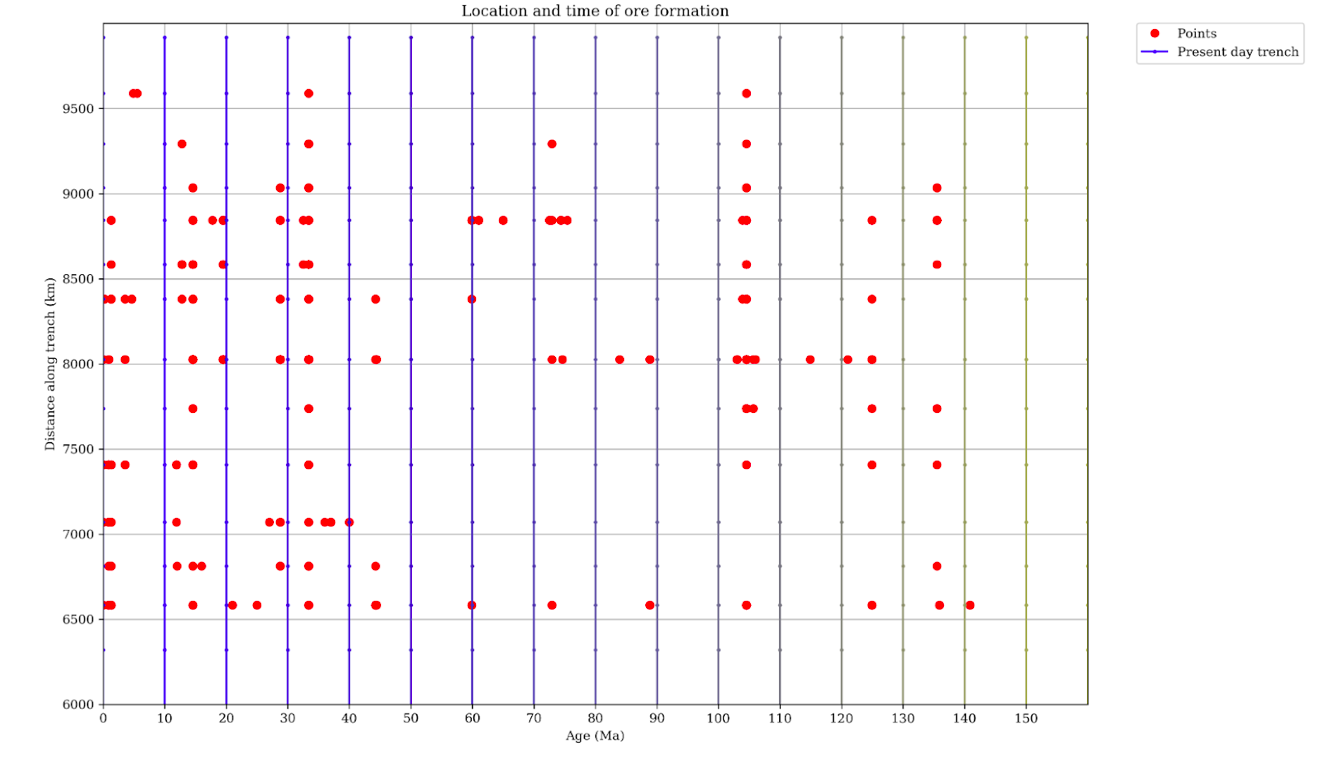 Location and time of ore formation
Points
Present day trench
9500
9000
8500
8000
7500
7000
6500
6000
Distance along trench (km)
0 10 20 30 40 50 60 70 80 90 100 110 120 130 140 150
Age (Ma)